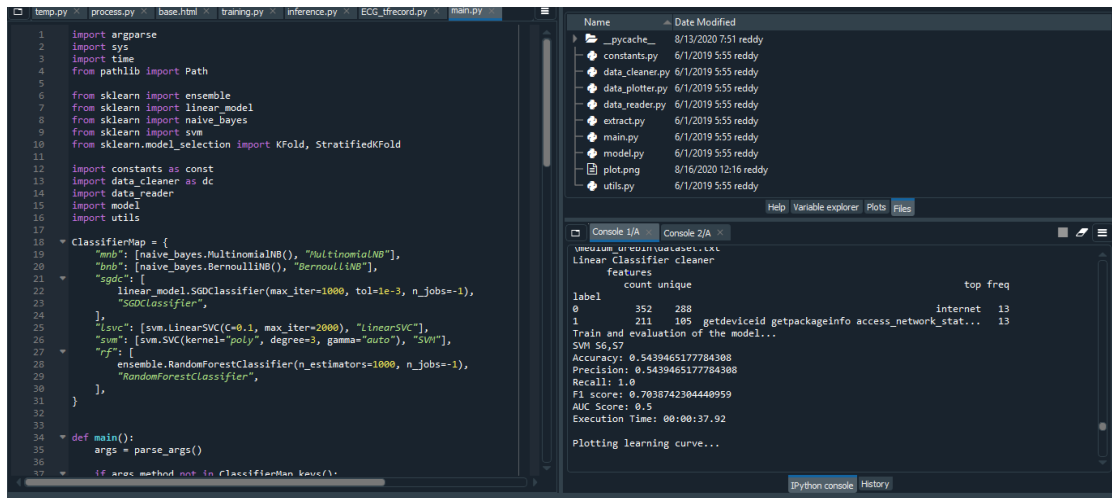 temp.py process.py base.html training.py inference.py ECG_tfrecord.py main.py
1 import argparse
2 import sys
3 import time
4 from pathlib import Path
5
6 from sklearn import ensemble
7 from sklearn import linear_model
8 from sklearn import naive_bayes
9 from sklearn import svm
10 from sklearn.model_selection import KFold, StratifiedKFold
11
12 import constants as const
13 import data_cleaner as dc
14 import data_reader
15 import model
16 import utils
17
18 ClassifierMap = {
19 "mnb": [naive_bayes.MultinomialNB(), "MultinomialNB"],
20 "bnb": [naive_bayes.BernoulliNB(), "BernoulliNB"],
21 "sgdc": [
22 linear_model.SGDClassifier(max_iter=1000, tol=1e-3, n_jobs=-1),
23 "SGDClassifier",
24 ],
25 "lsvc": [svm.LinearSVC(C=0.1, max_iter=2000), "LinearSVC"],
26 "svm": [svm.SVC(kernel="poly", degree=3, gamma="auto"), "SVM"],
27 "rf": [
28 ensemble.RandomForestClassifier(n_estimators=1000, n_jobs=-1),
29 "RandomForestClassifier",
30 ],
31 }
32
33
34 def main():
35 args = parse_args()
36
37 if args.method not in ClassifierMap.keys():
Name Date Modified
__pycache__ 8/13/2020 7:51 reddy
constants.py 6/1/2019 5:55 reddy
data_cleaner.py 6/1/2019 5:55 reddy
data_plotter.py 6/1/2019 5:55 reddy
data_reader.py 6/1/2019 5:55 reddy
extract.py 6/1/2019 5:55 reddy
main.py 6/1/2019 5:55 reddy
model.py 6/1/2019 5:55 reddy
plot.png 8/16/2020 12:16 reddy
utils.py 6/1/2019 5:55 reddy
Help Variable explorer Plots Files
Console 1/A Console 2/A
\medium_drebin\dataset.txt
Linear Classifier cleaner
features
count unique top freq
label
0 352 288 internet 13
1 211 105 getdeviceid getpackageinfo access_network_stat... 13
Train and evaluation of the model...
SVM S6,S7
Accuracy: 0.5439465177784308
Precision: 0.5439465177784308
Recall: 1.0
F1 score: 0.7038742304440959
AUC Score: 0.5
Execution Time: 00:00:37.92
Plotting learning curve...
IPython console History